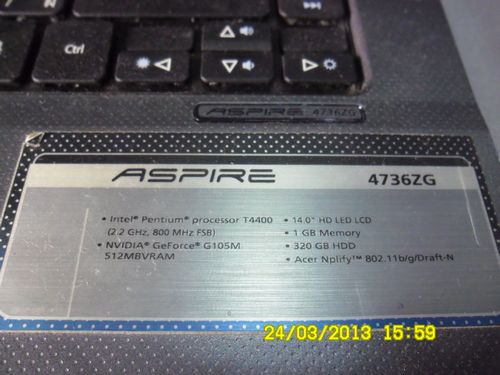 N
Ctrl
ASPIRE 4736ZG
ASPIRE 4736ZG
• Intel® Pentium® processor T4400
(2.2 GHz, 800 MHz FSB)
• NVIDIA® GeForce® G105M
512MBVRAM
• 14.0" HD LED LCD
• 1 GB Memory
• 320 GB HDD
• Acer Nplify™ 802.11b/g/Draft-N
24/03/2013 15:59